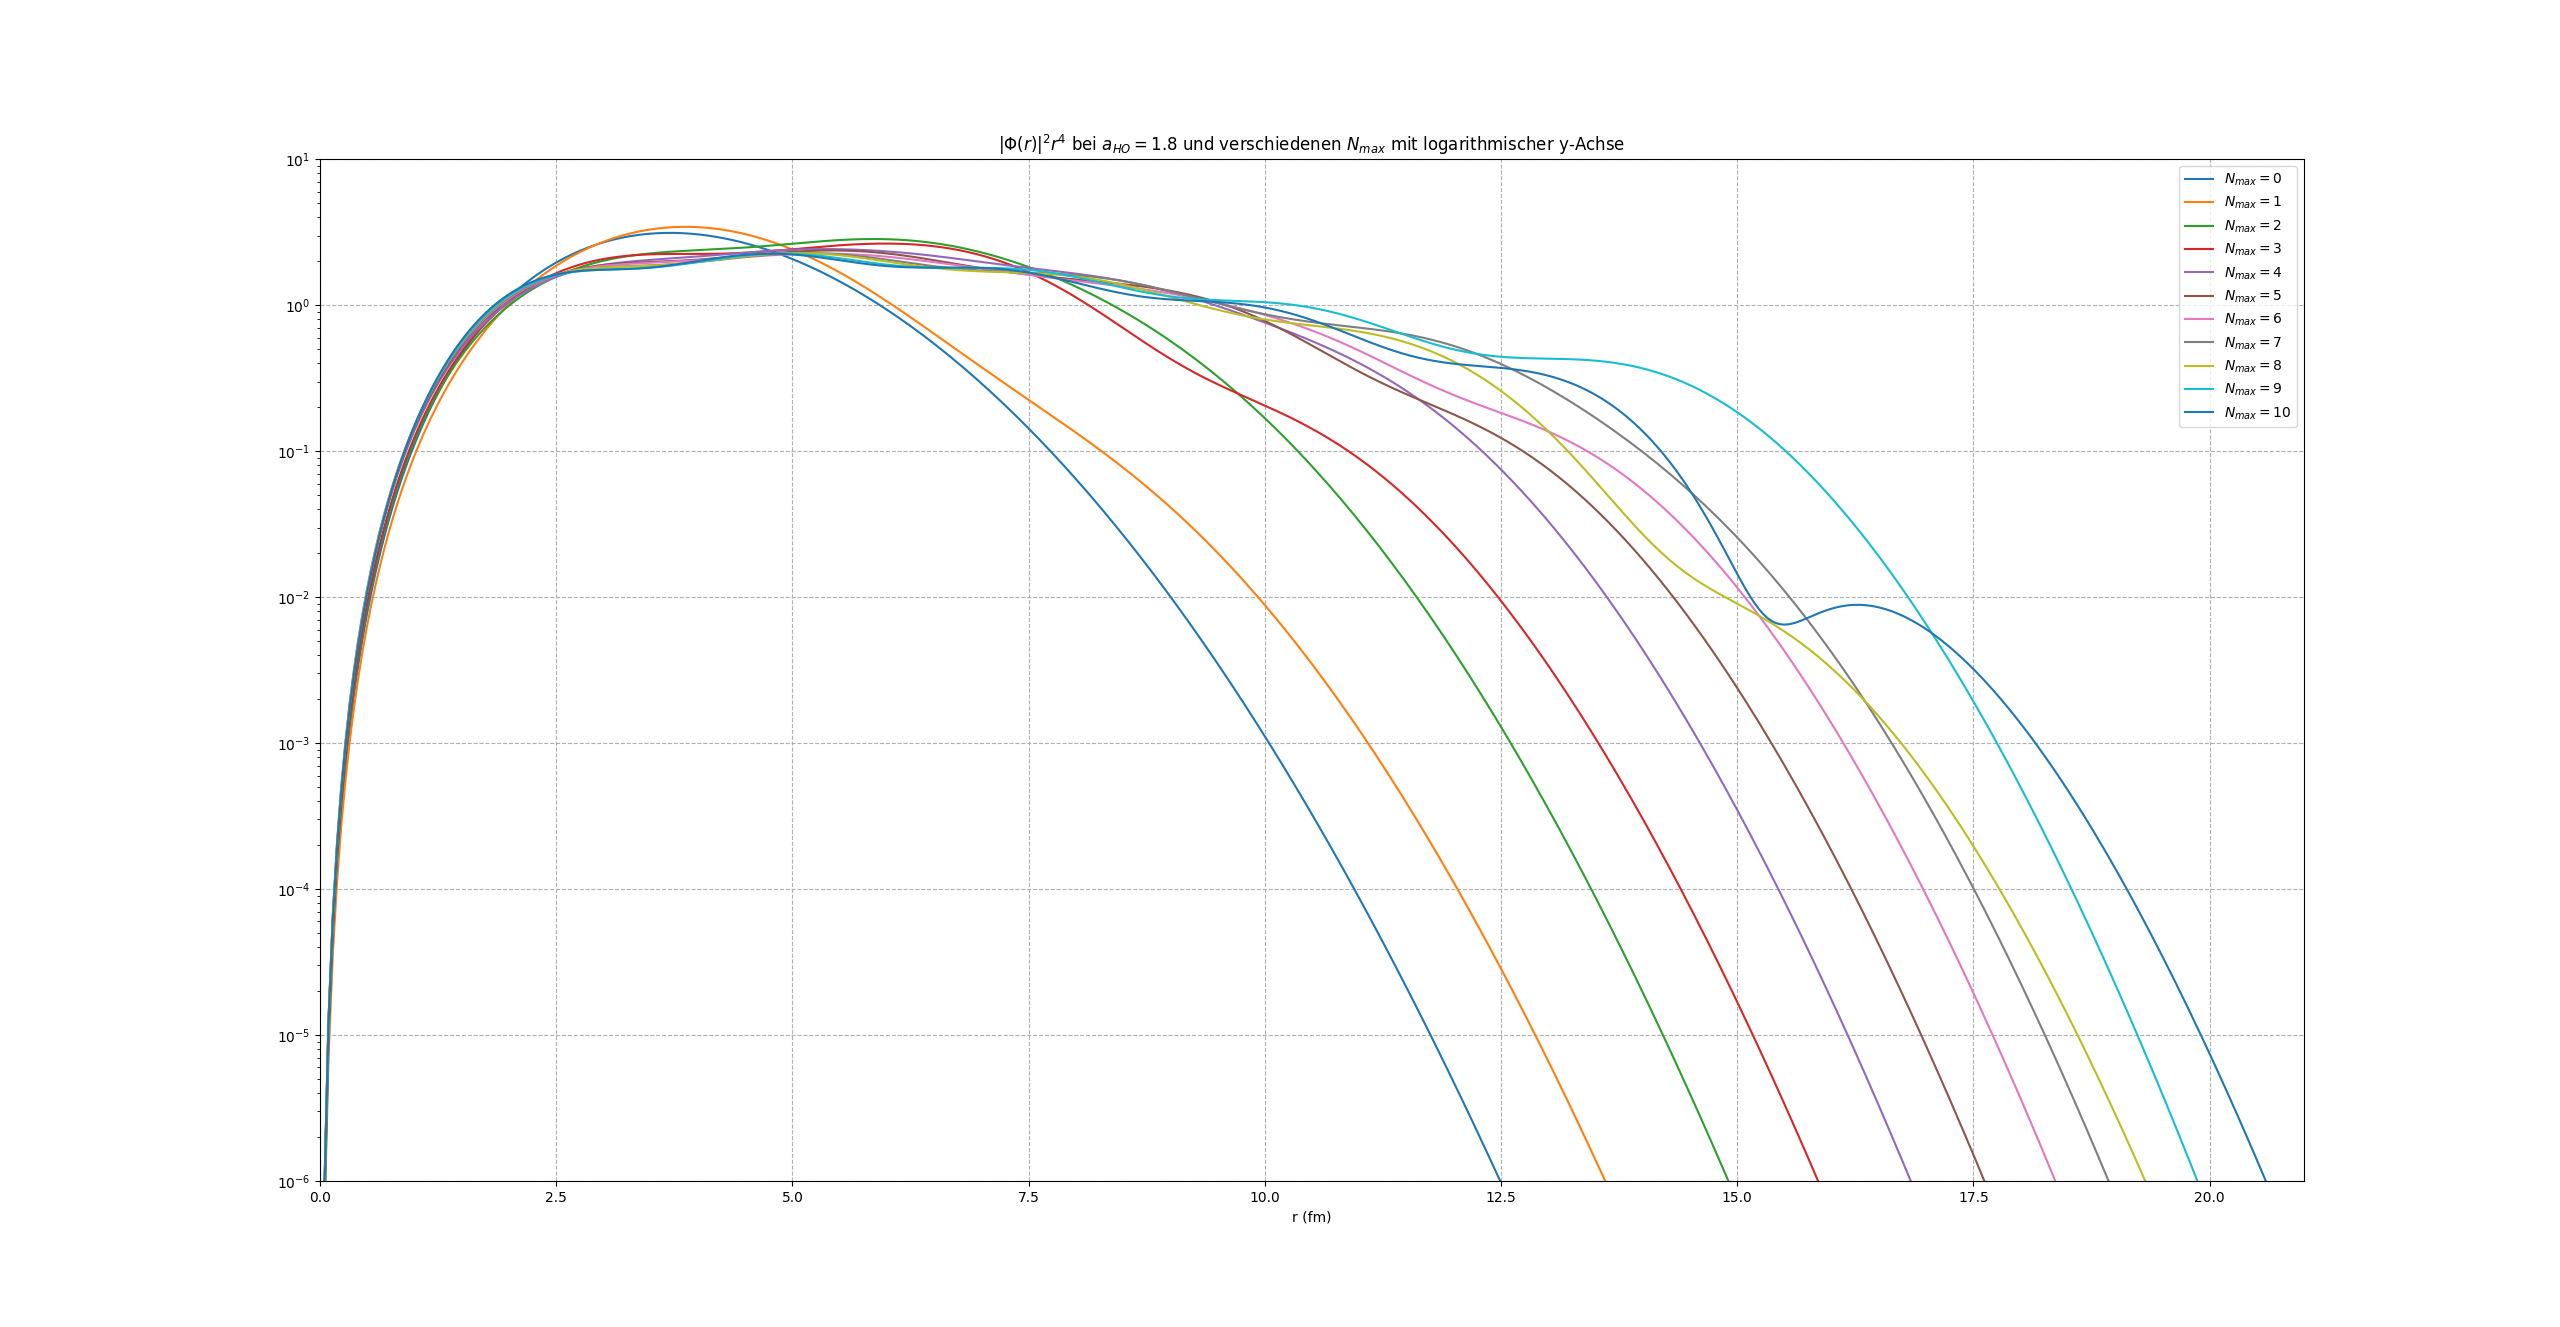 |Φ(r)|²r⁴ bei a_HO = 1.8 und verschiedenen N_max mit logarithmischer y-Achse
10¹
10⁰
10⁻¹
10⁻²
10⁻³
10⁻⁴
10⁻⁵
10⁻⁶
N_max = 0
N_max = 1
N_max = 2
N_max = 3
N_max = 4
N_max = 5
N_max = 6
N_max = 7
N_max = 8
N_max = 9
N_max = 10
0.0 2.5 5.0 7.5 10.0 12.5 15.0 17.5 20.0
r (fm)